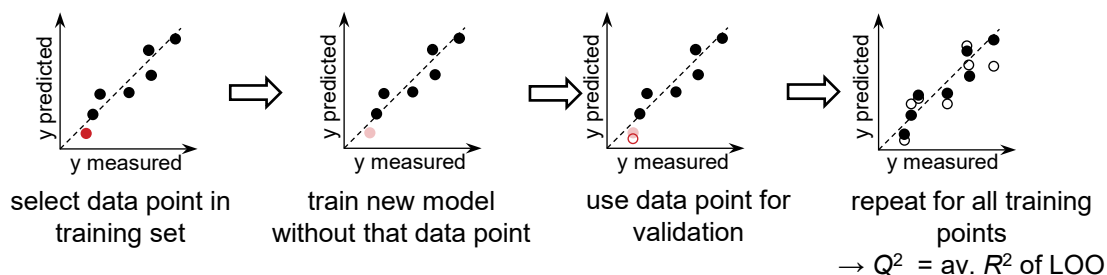 y predicted
y measured
select data point in
training set
y predicted
y measured
train new model
without that data point
y predicted
y measured
use data point for
validation
y predicted
y measured
repeat for all training
points
→ Q² = av. R² of LOO